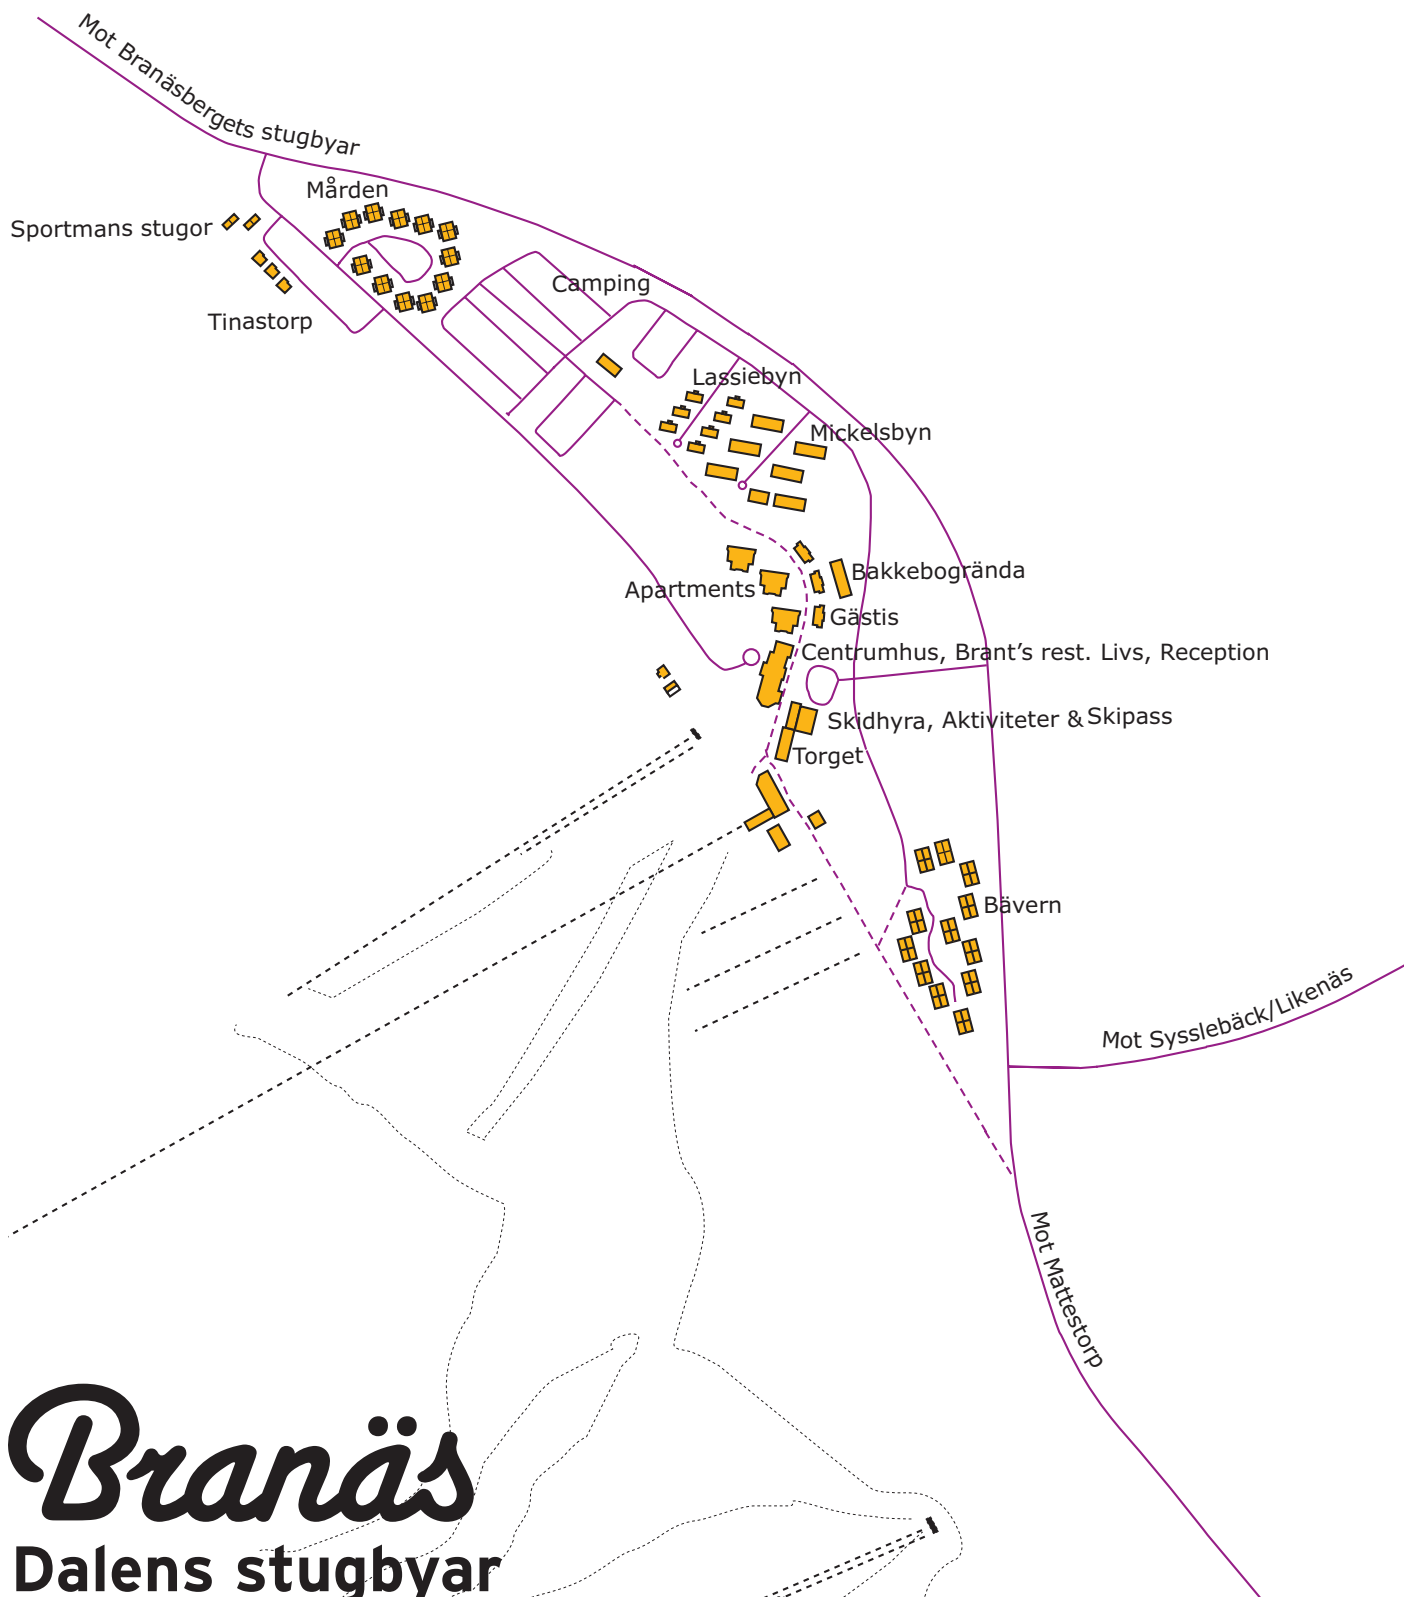 Mot Branäsbergets stugbyar
Mården
Sportmans stugor
Tinastorp
Camping
Lassiebyn
Mickelsbyn
Bakkebogrända
Apartments
Gästis
Centrumhus, Brant's rest. Livs, Reception
Skidhyra, Aktiviteter & Skipass
Torget
Bävern
Mot Sysslebäck/Likenäs
Mot Mattestorp
Branäs
Dalens stugbyar